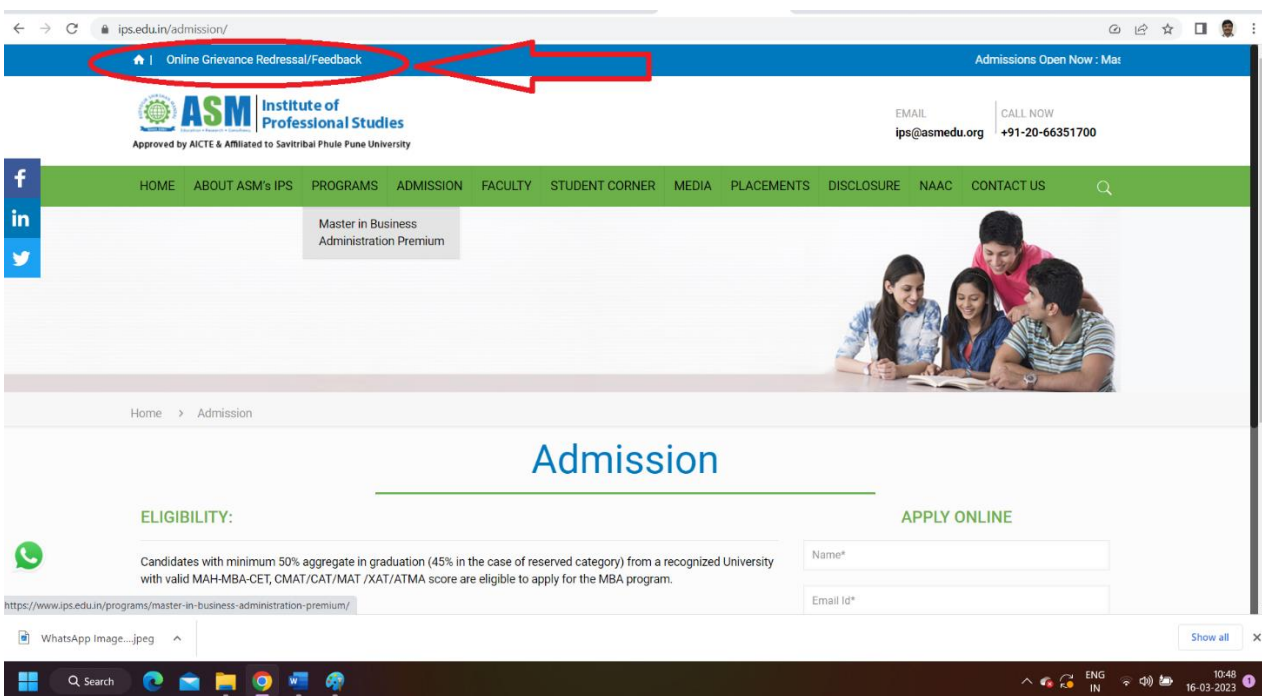 ips.edu.in/admission/
| Online Grievance Redressal/Feedback
Admissions Open Now : Mas
ASM Institute of
Professional Studies
Approved by AICTE & Affiliated to Savitribai Phule Pune University
EMAIL
ips@asmedu.org
CALL NOW
+91-20-66351700
HOME ABOUT ASM's IPS PROGRAMS ADMISSION FACULTY STUDENT CORNER MEDIA PLACEMENTS DISCLOSURE NAAC CONTACT US
Master in Business
Administration Premium
Home > Admission
Admission
ELIGIBILITY:
Candidates with minimum 50% aggregate in graduation (45% in the case of reserved category) from a recognized University
with valid MAH-MBA-CET, CMAT/CAT/MAT /XAT/ATMA score are eligible to apply for the MBA program.
APPLY ONLINE
Name*
Email Id*
https://www.ips.edu.in/programs/master-in-business-administration-premium/
WhatsApp Image....jpeg
Show all
Search
ENG
IN
10:48
16-03-2023
1